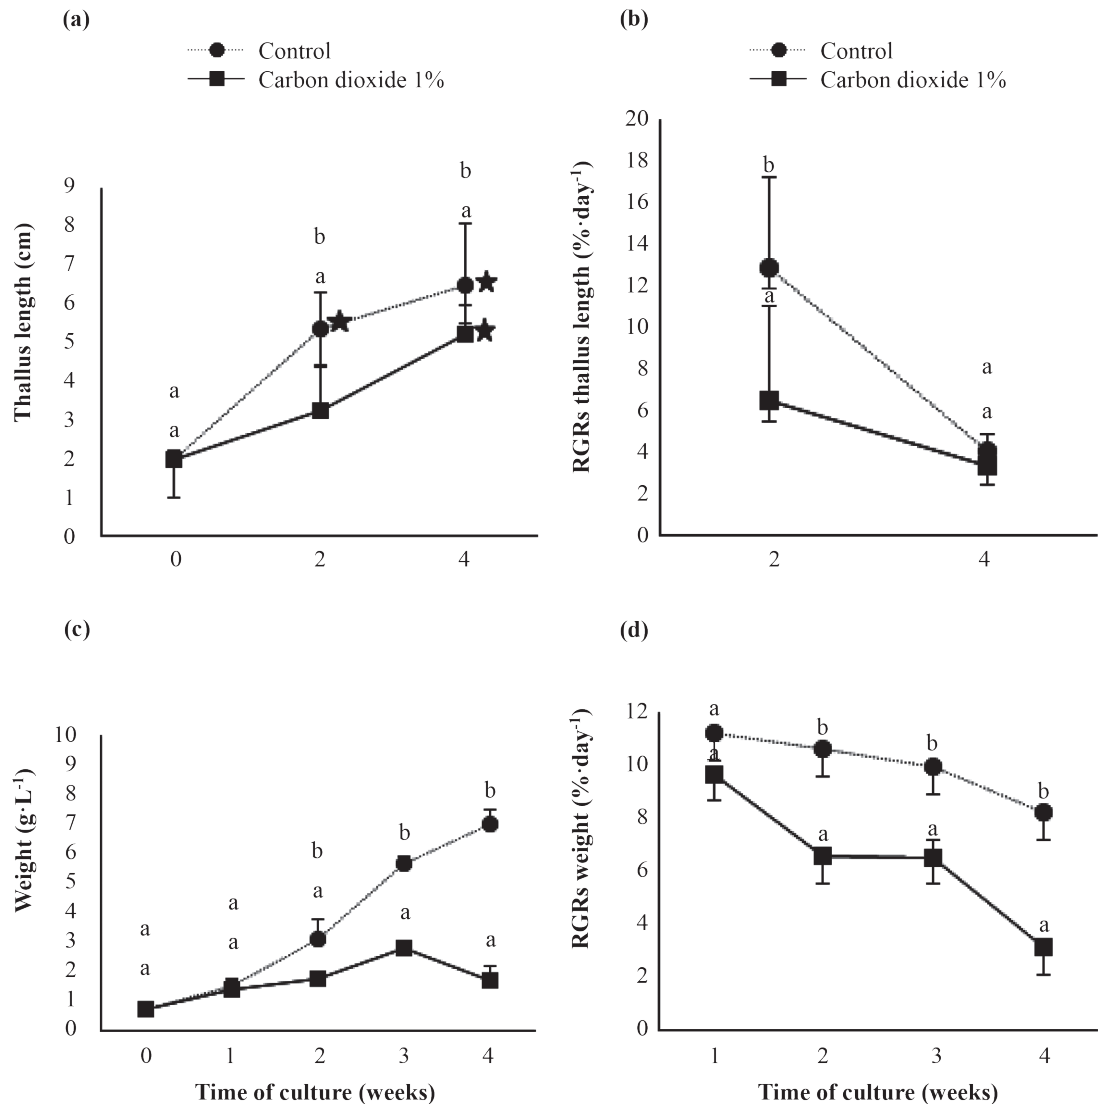 (a)
Control
Carbon dioxide 1%
Thallus length (cm)
9
8
7
6
5
4
3
2
1
0
a
a
b
a
b
a
0
2
4
(b)
Control
Carbon dioxide 1%
RGRs thallus length (%·day-1)
20
18
16
14
12
10
8
6
4
2
0
b
a
a
a
2
4
(c)
Weight (g·L-1)
10
9
8
7
6
5
4
3
2
1
0
a
a
a
a
b
a
b
a
b
a
0
1
2
3
4
Time of culture (weeks)
(d)
RGRs weight (%·day-1)
12
10
8
6
4
2
0
a
a
b
a
b
a
b
a
1
2
3
4
Time of culture (weeks)